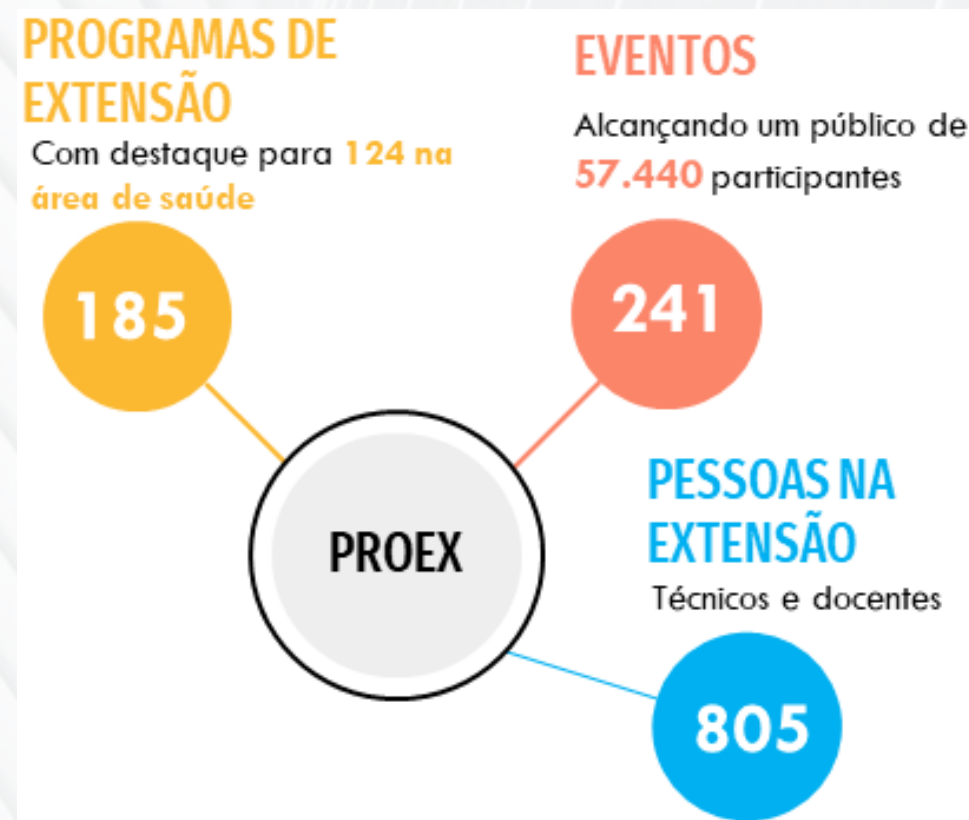 PROGRAMAS DE
EXTENSÃO
Com destaque para 124 na
área de saúde
185
EVENTOS
Alcançando um público de
57.440 participantes
241
PROEX
PESSOAS NA
EXTENSÃO
Técnicos e docentes
805